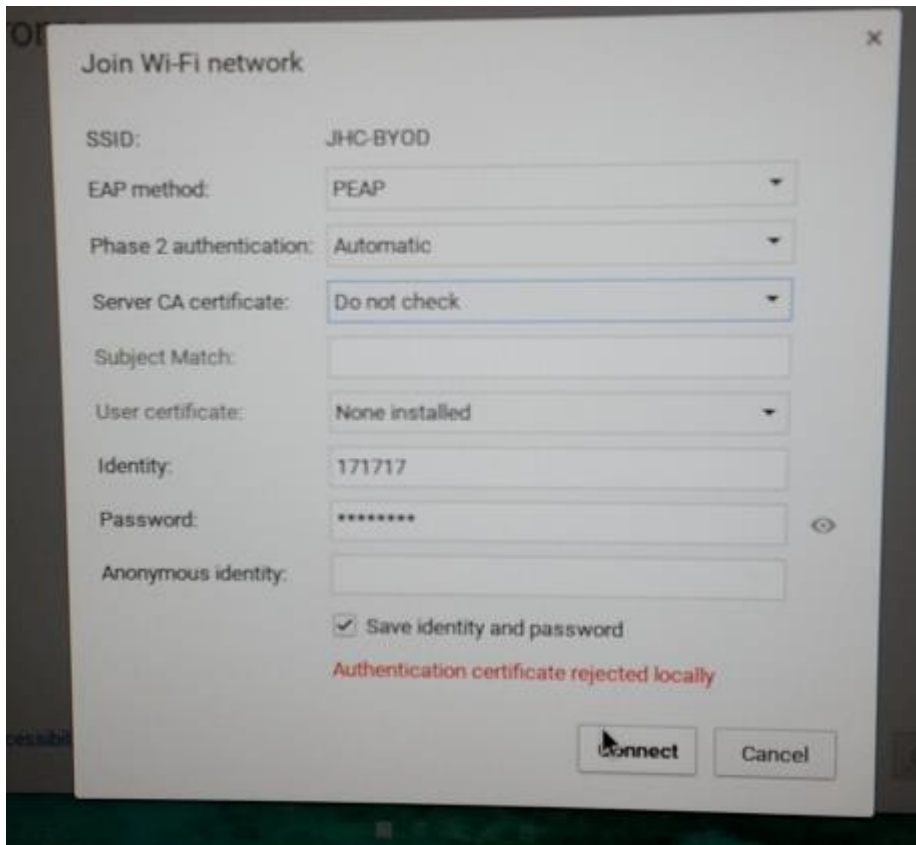 Join Wi-Fi network
×
SSID: JHC-BYOD
EAP method: PEAP
Phase 2 authentication: Automatic
Server CA certificate: Do not check
Subject Match:
User certificate: None installed
Identity: 171717
Password: ********
Anonymous identity:
Save identity and password
Authentication certificate rejected locally
Connect Cancel